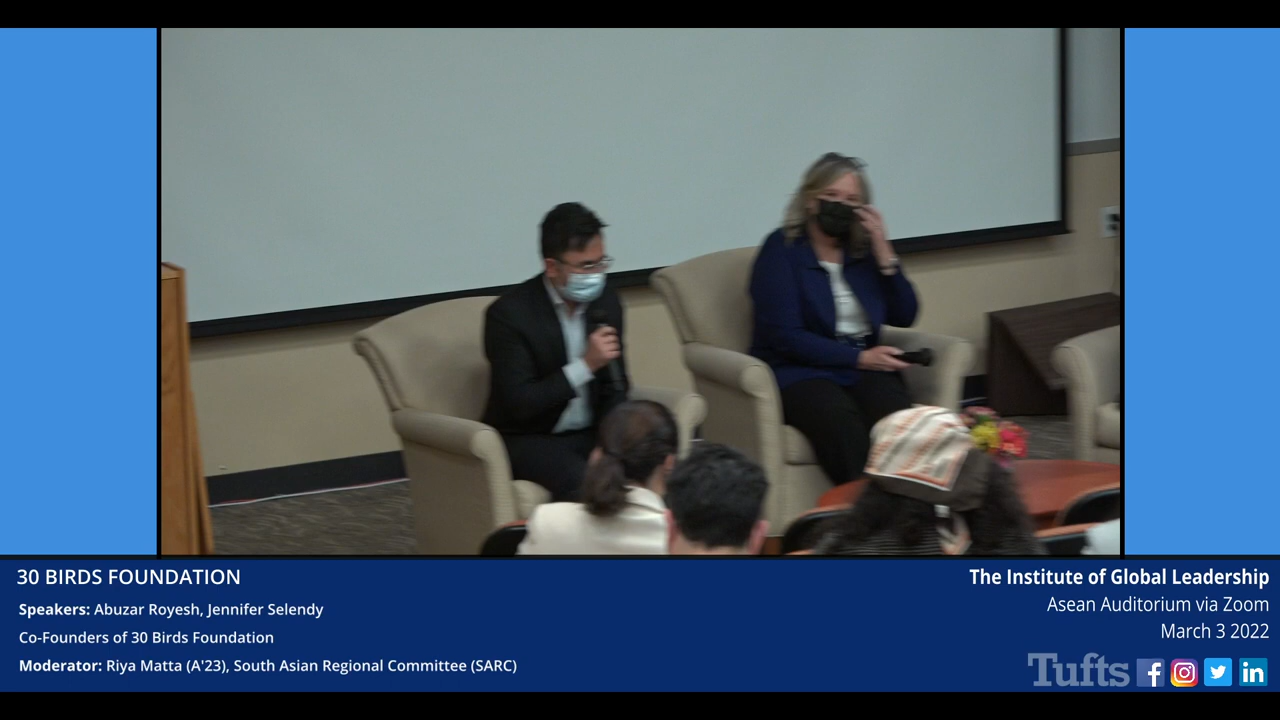 30 BIRDS FOUNDATION
Speakers: Abuzar Royesh, Jennifer Selendy
Co-Founders of 30 Birds Foundation
Moderator: Riya Matta (A'23), South Asian Regional Committee (SARC)
The Institute of Global Leadership
Asean Auditorium via Zoom
March 3 2022
Tufts